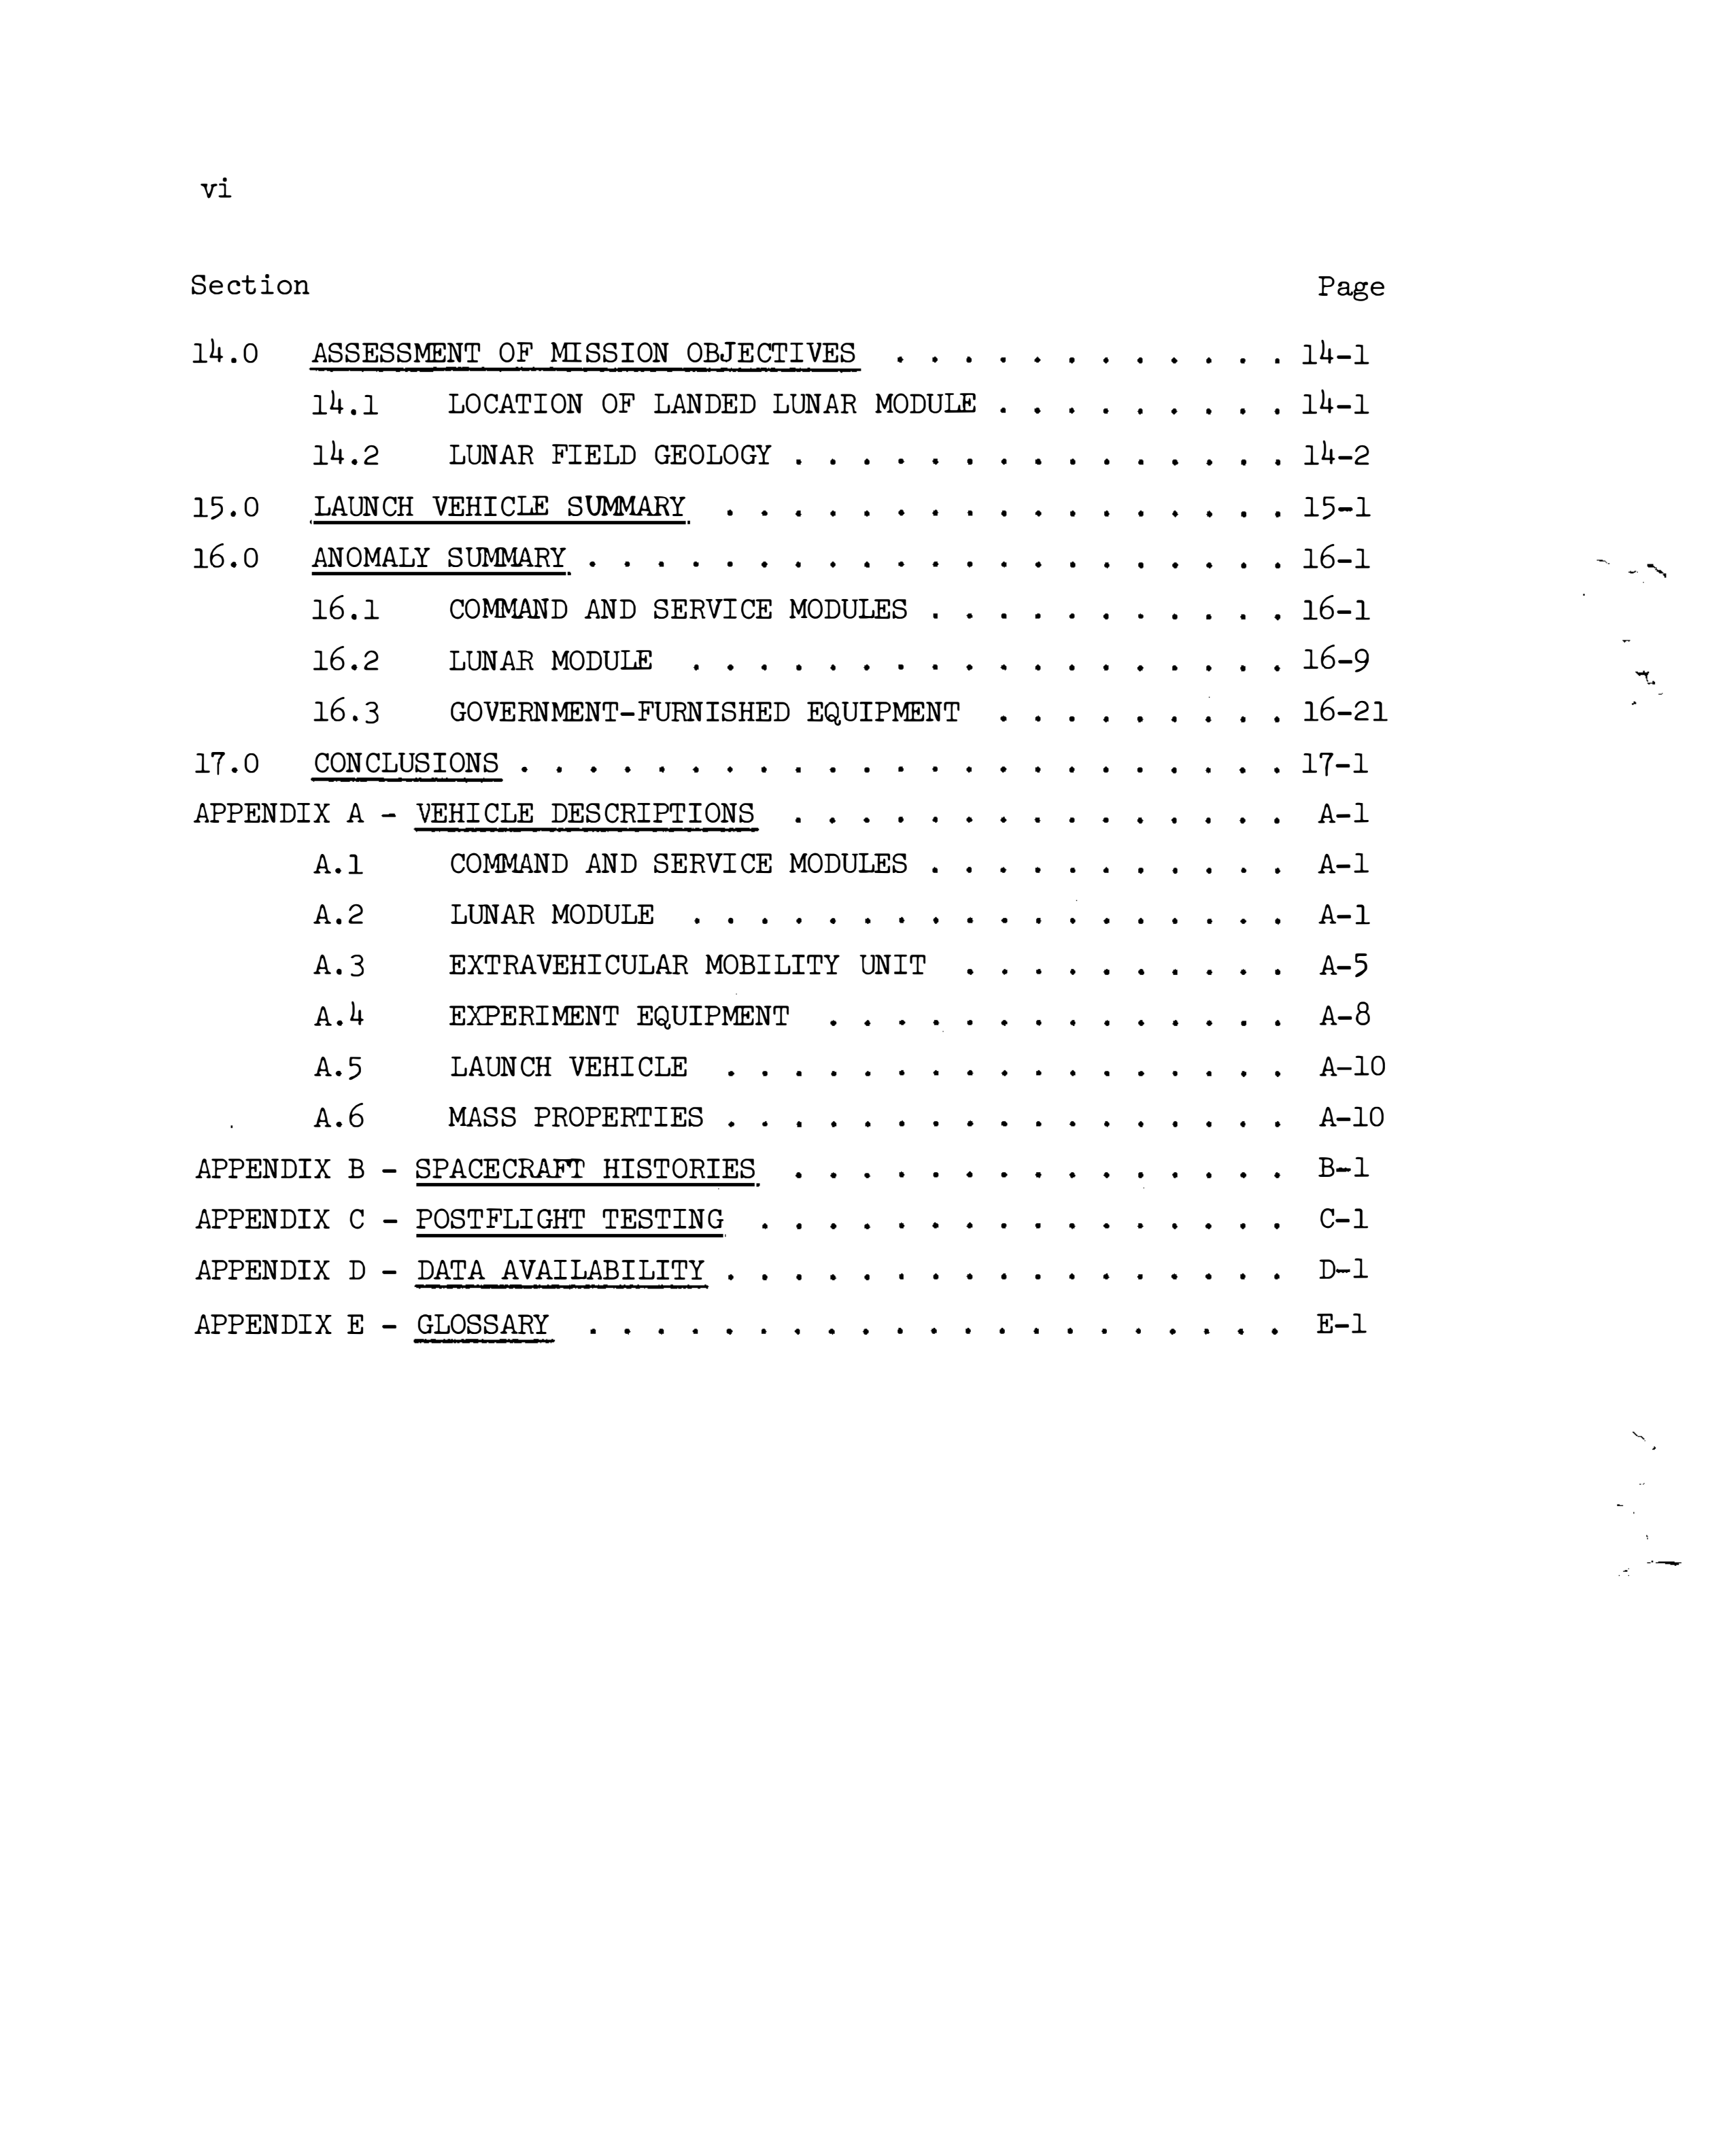 vi
Section Page
14.0 ASSESSMENT OF MISSION OBJECTIVES . . . . . . . . . . . . 14-1
14.1 LOCATION OF LANDED LUNAR MODULE . . . . . . . . . 14-1
14.2 LUNAR FIELD GEOLOGY . . . . . . . . . . . . . . . 14-2
15.0 LAUNCH VEHICLE SUMMARY . . . . . . . . . . . . . . . . . 15-1
16.0 ANOMALY SUMMARY . . . . . . . . . . . . . . . . . . . . . 16-1
16.1 COMMAND AND SERVICE MODULES . . . . . . . . . . . 16-1
16.2 LUNAR MODULE . . . . . . . . . . . . . . . . . . 16-9
16.3 GOVERNMENT-FURNISHED EQUIPMENT . . . . . . . . . 16-21
17.0 CONCLUSIONS . . . . . . . . . . . . . . . . . . . . . . . 17-1
APPENDIX A - VEHICLE DESCRIPTIONS . . . . . . . . . . . . . . . A-1
A.1 COMMAND AND SERVICE MODULES . . . . . . . . . . . A-1
A.2 LUNAR MODULE . . . . . . . . . . . . . . . . . . A-1
A.3 EXTRAVEHICULAR MOBILITY UNIT . . . . . . . . . . A-5
A.4 EXPERIMENT EQUIPMENT . . . . . . . . . . . . . . A-8
A.5 LAUNCH VEHICLE . . . . . . . . . . . . . . . . . A-10
A.6 MASS PROPERTIES . . . . . . . . . . . . . . . . . A-10
APPENDIX B - SPACECRAFT HISTORIES . . . . . . . . . . . . . . . B-1
APPENDIX C - POSTFLIGHT TESTING . . . . . . . . . . . . . . . . C-1
APPENDIX D - DATA AVAILABILITY . . . . . . . . . . . . . . . . . D-1
APPENDIX E - GLOSSARY . . . . . . . . . . . . . . . . . . . . . E-1